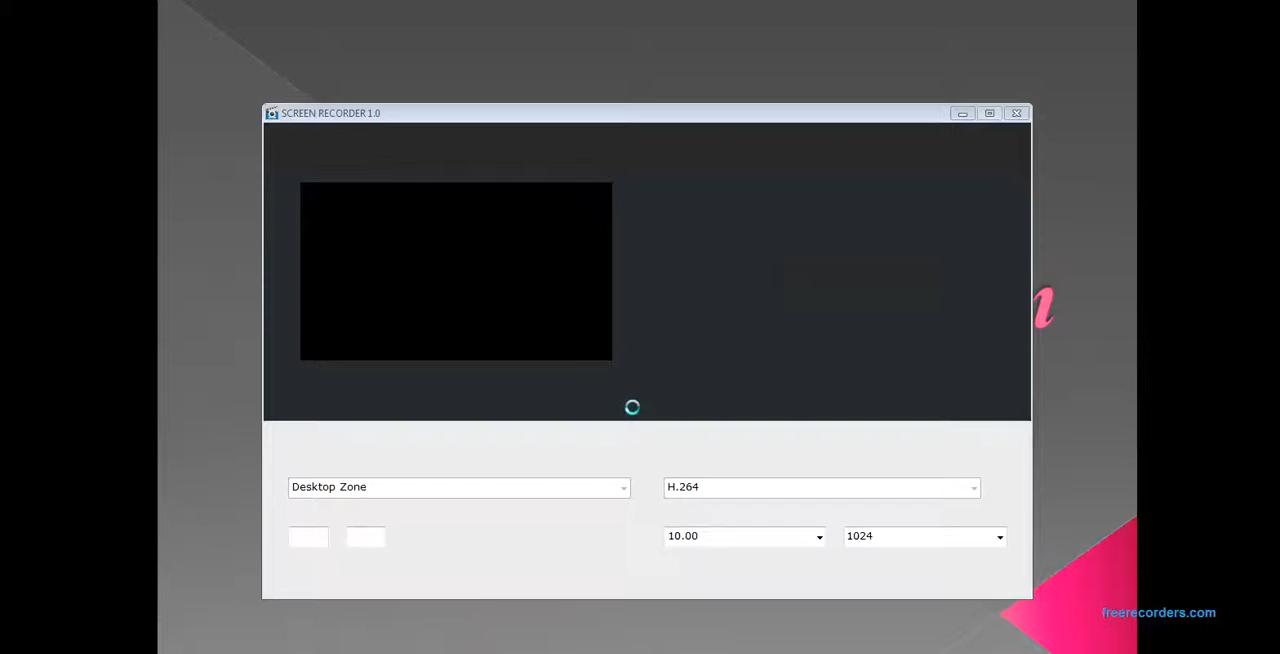 SCREEN RECORDER 1.0
Desktop Zone
H.264
10.00
1024
freerecorders.com